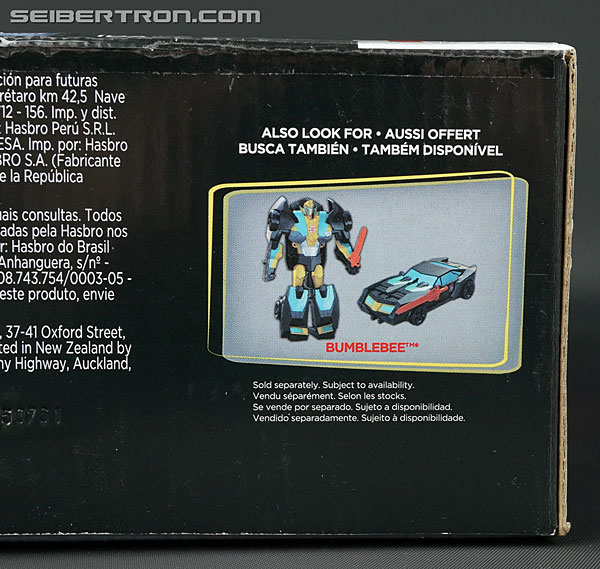 SEIBERTRON.COM
ción para futuras
rétaro km 42,5 Nave
12 - 156. Imp. y dist.
: Hasbro Perú S.R.L.
ESA. Imp. por: Hasbro
BRO S.A. (Fabricante
e la República
uais consultas. Todos
adas pela Hasbro nos
r: Hasbro do Brasil
Anhanguera, s/nº -
08.743.754/0003-05 -
este produto, envie
, 37-41 Oxford Street,
ted in New Zealand by
ny Highway, Auckland,
ALSO LOOK FOR • AUSSI OFFERT
BUSCA TAMBIÉN • TAMBÉM DISPONÍVEL
BUMBLEBEE™*
Sold separately. Subject to availability.
Vendu séparément. Selon les stocks.
Se vende por separado. Sujeto a disponibilidad.
Vendido separadamente. Sujeito à disponibilidade.